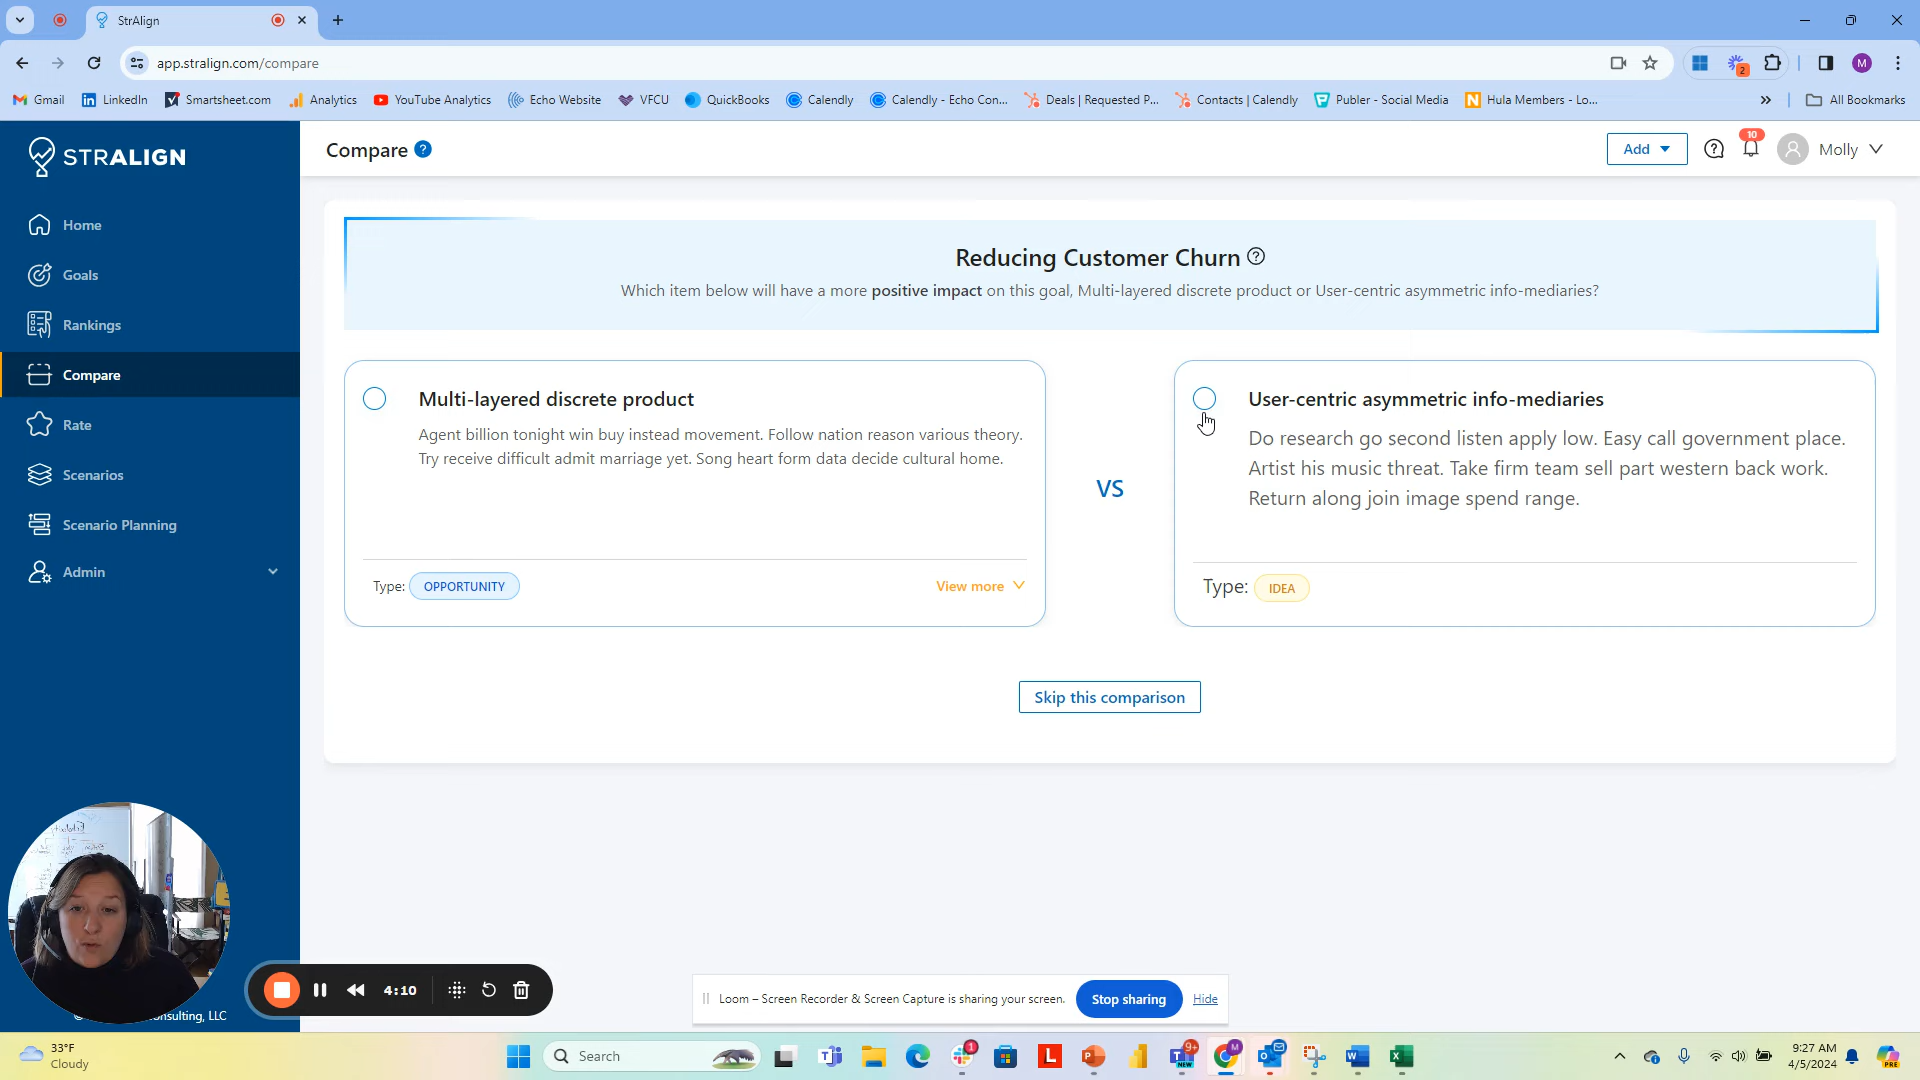 StrAlign
app.stralign.com/compare
2
M
Gmail
LinkedIn
Smartsheet.com
Analytics
YouTube Analytics
Echo Website
VFCU
QuickBooks
Calendly
Calendly - Echo Con...
Deals | Requested P...
Contacts | Calendly
Publer - Social Media
Hula Members - Lo...
»
All Bookmarks
STRALIGN
Compare ?
Add
10
Molly
Home
Goals
Rankings
Compare
Rate
Scenarios
Scenario Planning
Admin
Reducing Customer Churn ?
Which item below will have a more positive impact on this goal, Multi-layered discrete product or User-centric asymmetric info-mediaries?
Multi-layered discrete product
Agent billion tonight win buy instead movement. Follow nation reason various theory.
Try receive difficult admit marriage yet. Song heart form data decide cultural home.
Type: OPPORTUNITY
View more
VS
User-centric asymmetric info-mediaries
Do research go second listen apply low. Easy call government place.
Artist his music threat. Take firm team sell part western back work.
Return along join image spend range.
Type: IDEA
Skip this comparison
4:10
onsulting, LLC
Loom – Screen Recorder & Screen Capture is sharing your screen.
Stop sharing
Hide
33°F
Cloudy
Search
1
L
9+
NEW
M
9:27 AM
4/5/2024
PRE